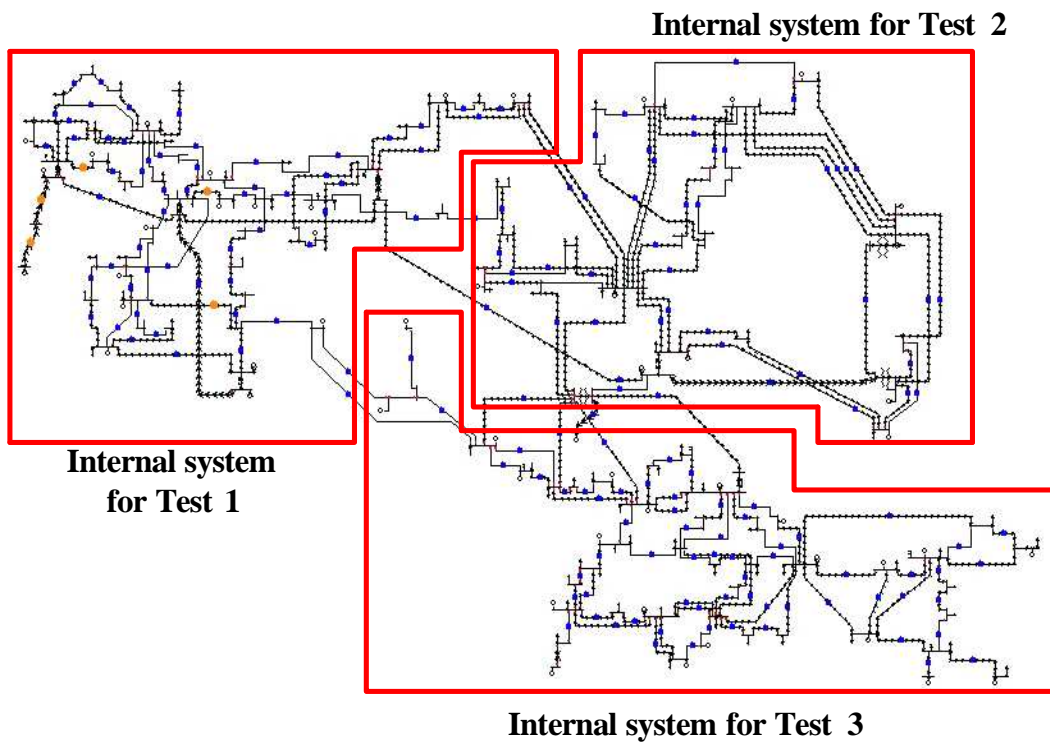 Internal system for Test 2
Internal system
for Test 1
Internal system for Test 3